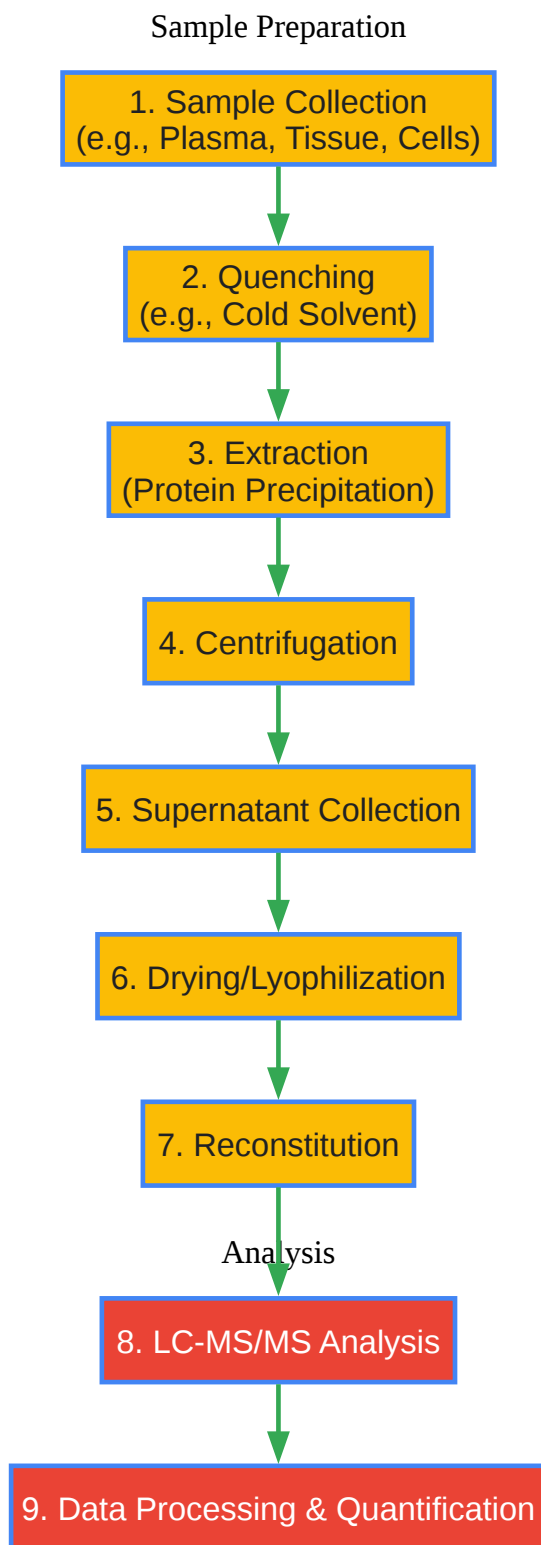 Sample Preparation
1. Sample Collection
(e.g., Plasma, Tissue, Cells)
2. Quenching
(e.g., Cold Solvent)
3. Extraction
(Protein Precipitation)
4. Centrifugation
5. Supernatant Collection
6. Drying/Lyophilization
7. Reconstitution
Analysis
8. LC-MS/MS Analysis
9. Data Processing & Quantification